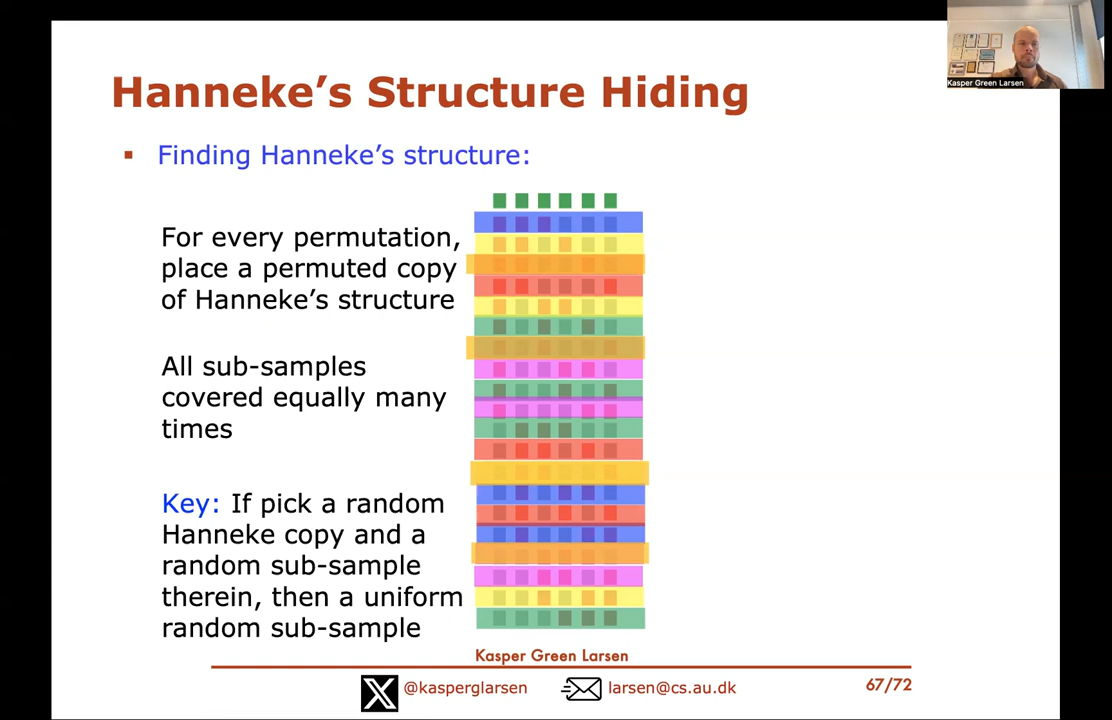 Kasper Green Larsen
Hanneke's Structure Hiding
▪ Finding Hanneke's structure:
For every permutation,
place a permuted copy
of Hanneke's structure
All sub-samples
covered equally many
times
Key: If pick a random
Hanneke copy and a
random sub-sample
therein, then a uniform
random sub-sample
Kasper Green Larsen
@kasperglarsen
larsen@cs.au.dk
67/72